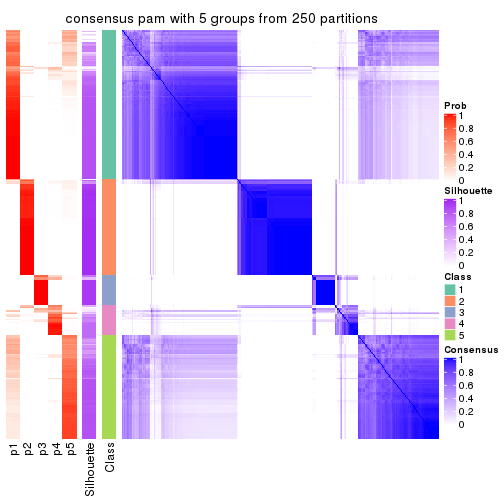 consensus pam with 5 groups from 250 partitions
Prob
1
0.8
0.6
0.4
0.2
0
Silhouette
1
0.8
0.6
0.4
0.2
0
Class
1
2
3
4
5
Consensus
1
0.8
0.6
0.4
0.2
0
p1
p2
p3
p4
p5
Silhouette
Class